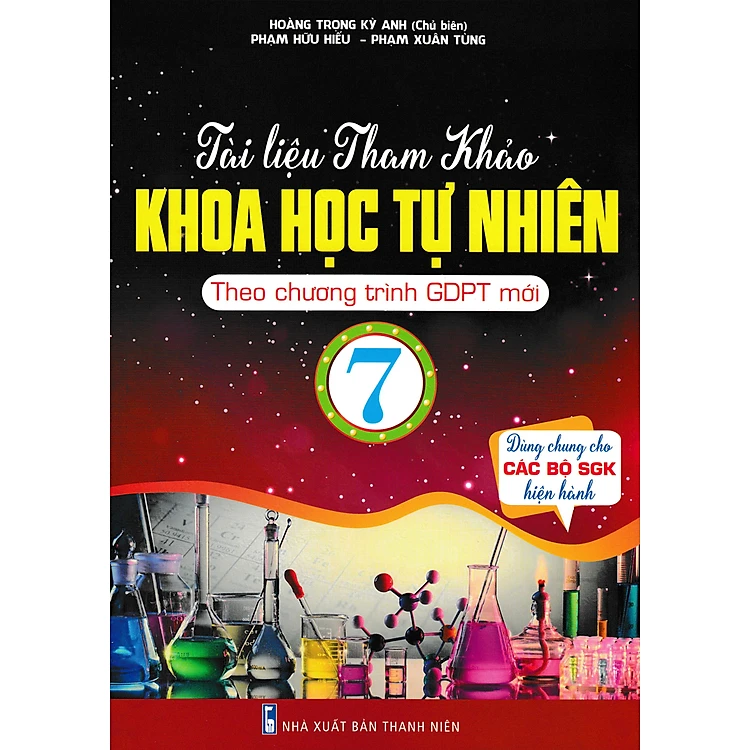 HOÀNG TRỌNG KỲ ANH (Chủ biên)
PHẠM HỮU HIẾU - PHẠM XUÂN TÙNG
Tài liệu Tham Khảo
KHOA HỌC TỰ NHIÊN
Theo chương trình GDPT mới
7
Dùng chung cho
CÁC BỘ SGK
hiện hành
NHÀ XUẤT BẢN THANH NIÊN